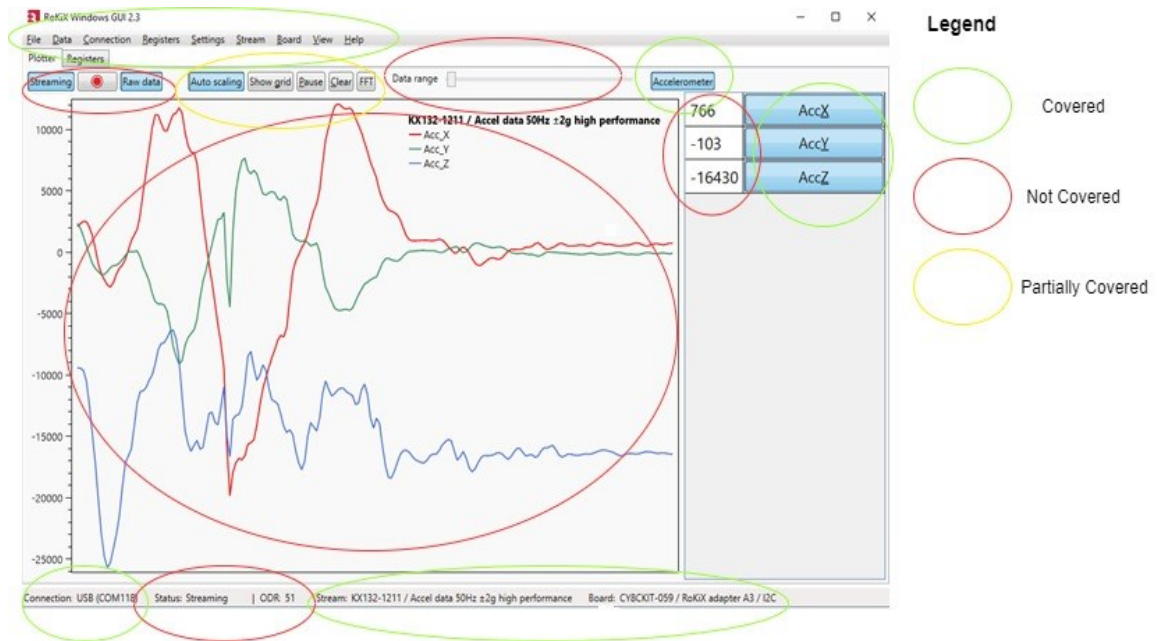 RoKiX Windows GUI 2.3
File Data Connection Registers Settings Stream Board View Help
Plotter Registers
Streaming Raw data Auto scaling Show grid Pause Clear FFT Data range Accelerometer
KX132-1211 / Accel data 50Hz ±2g high performance
Acc_X
Acc_Y
Acc_Z
10000
5000
0
-5000
-10000
-15000
-20000
-25000
766 AccX
-103 AccY
-16430 AccZ
Connection: USB (COM118) Status: Streaming | ODR: 51 Stream: KX132-1211 / Accel data 50Hz ±2g high performance Board: CY8CKIT-059 / RoKiX adapter A3 / I2C
Legend
Covered
Not Covered
Partially Covered